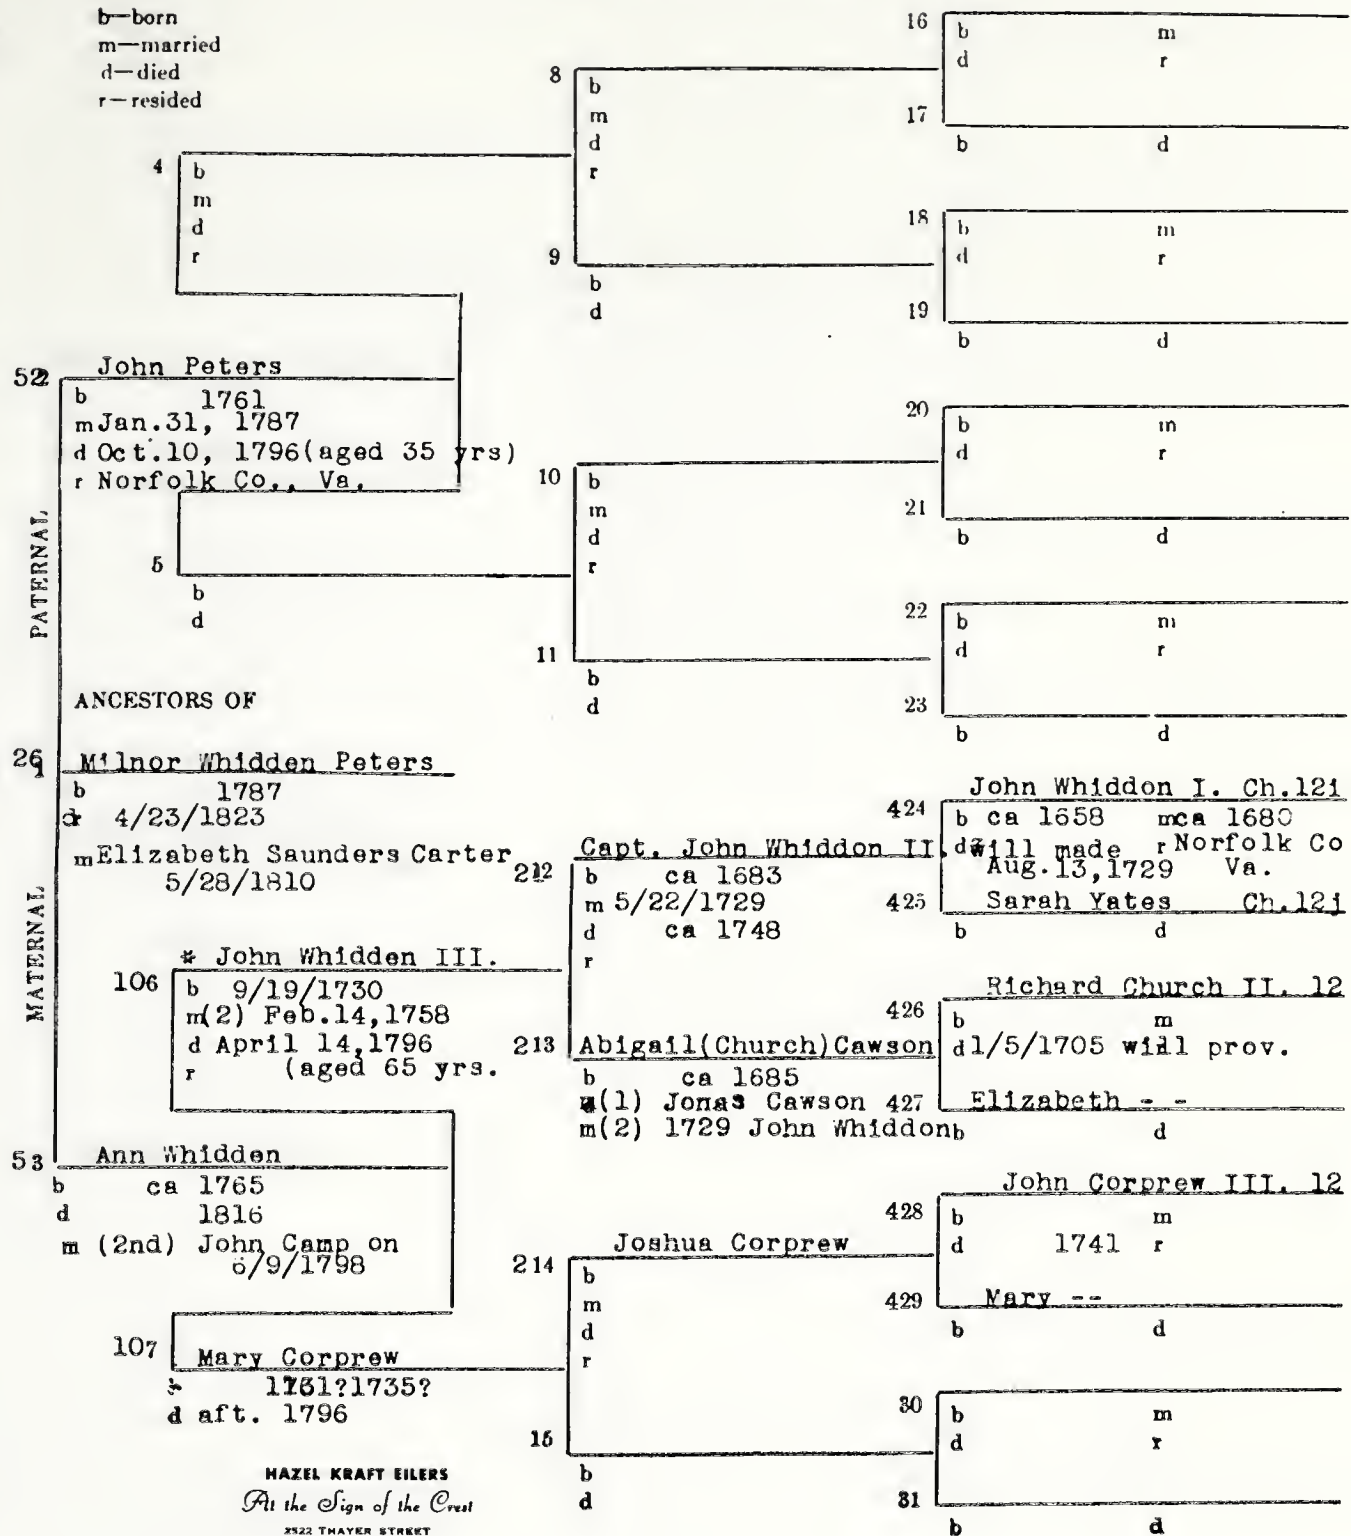 b—born
m—married
d—died
r—resided
4
b
m
d
r
8
b
m
d
r
9
b
d
16
b m
d r
17
b d
18
b m
d r
19
b d
52
John Peters
b 1761
m Jan.31, 1787
d Oct.10, 1796(aged 35 yrs)
r Norfolk Co., Va.
5
b
d
10
b
m
d
r
11
b
d
20
b m
d r
21
b d
22
b m
d r
23
b d
PATERNAL
ANCESTORS OF
26
Milnor Whidden Peters
b 1787
d 4/23/1823
m Elizabeth Saunders Carter
5/28/1810
MATERNAL
106
* John Whidden III.
b 9/19/1730
m(2) Feb.14,1758
d April 14,1796
r (aged 65 yrs.
53
Ann Whidden
b ca 1765
d 1816
m (2nd) John Camp on
6/9/1798
107
Mary Corprew
1731?1735?
d aft. 1796
212
Capt. John Whiddon II.
b ca 1683
m 5/22/1729
d ca 1748
r
213
Abigail(Church)Cawson
b ca 1685
m(1) Jonas Cawson
m(2) 1729 John Whiddon
214
Joshua Corprew
b
m
d
r
15
b
d
John Whiddon I. Ch.12i
424
b ca 1658 m ca 1680
d will made r Norfolk Co
Aug.13,1729 Va.
425
Sarah Yates Ch.12j
b d
Richard Church II. 12
426
b m
d 1/5/1705 will prov.
427
Elizabeth - -
b d
John Corprew III. 12
428
b m
d 1741 r
429
Mary --
b d
30
b m
d r
31
b d
HAZEL KRAFT EILERS
At the Sign of the Crest
2522 THAYER STREET